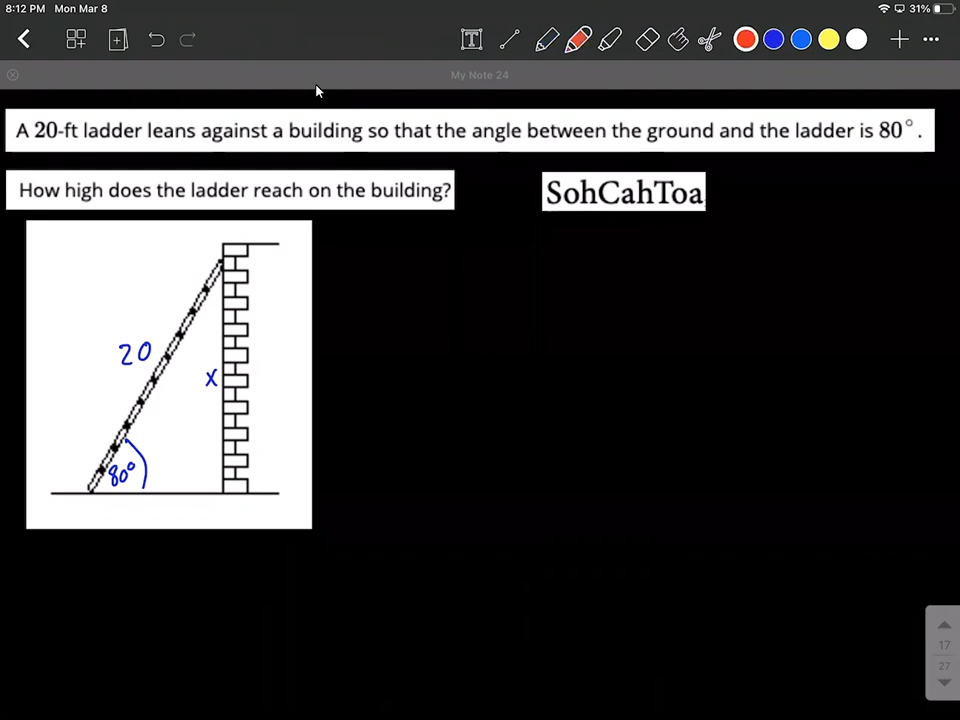 8:12 PM Mon Mar 8
31%
My Note 24
A 20-ft ladder leans against a building so that the angle between the ground and the ladder is 80°.
How high does the ladder reach on the building?
SohCahToa
20
x
80°
17
27